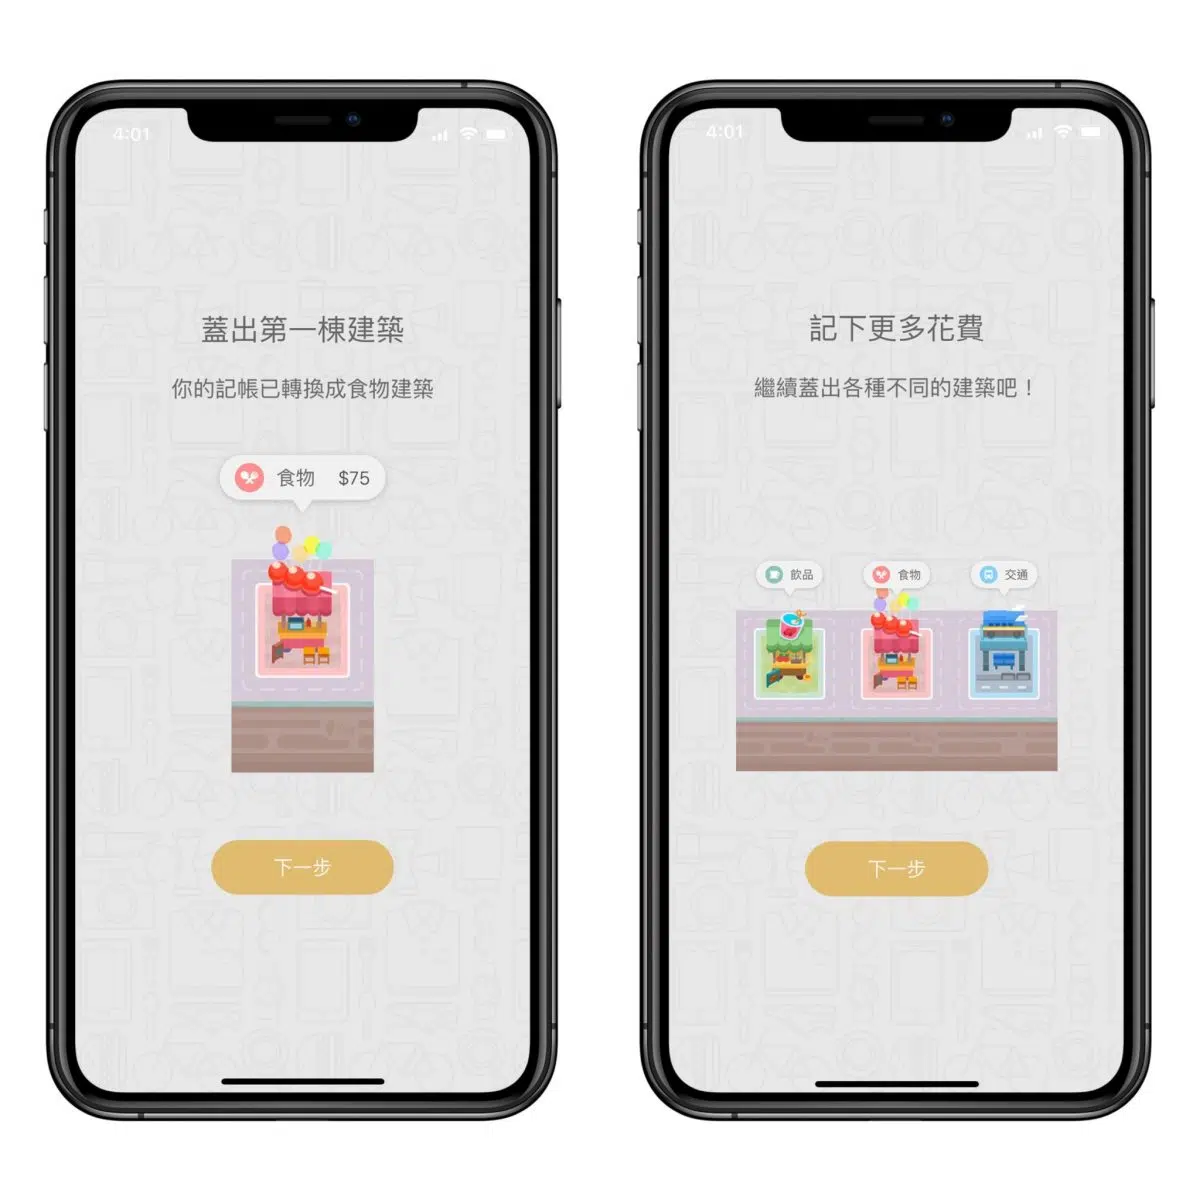 4:01
蓋出第一棟建築
你的記帳已轉換成食物建築
食物 $75
下一步
4:01
記下更多花費
繼續蓋出各種不同的建築吧！
飲品 食物 交通
下一步